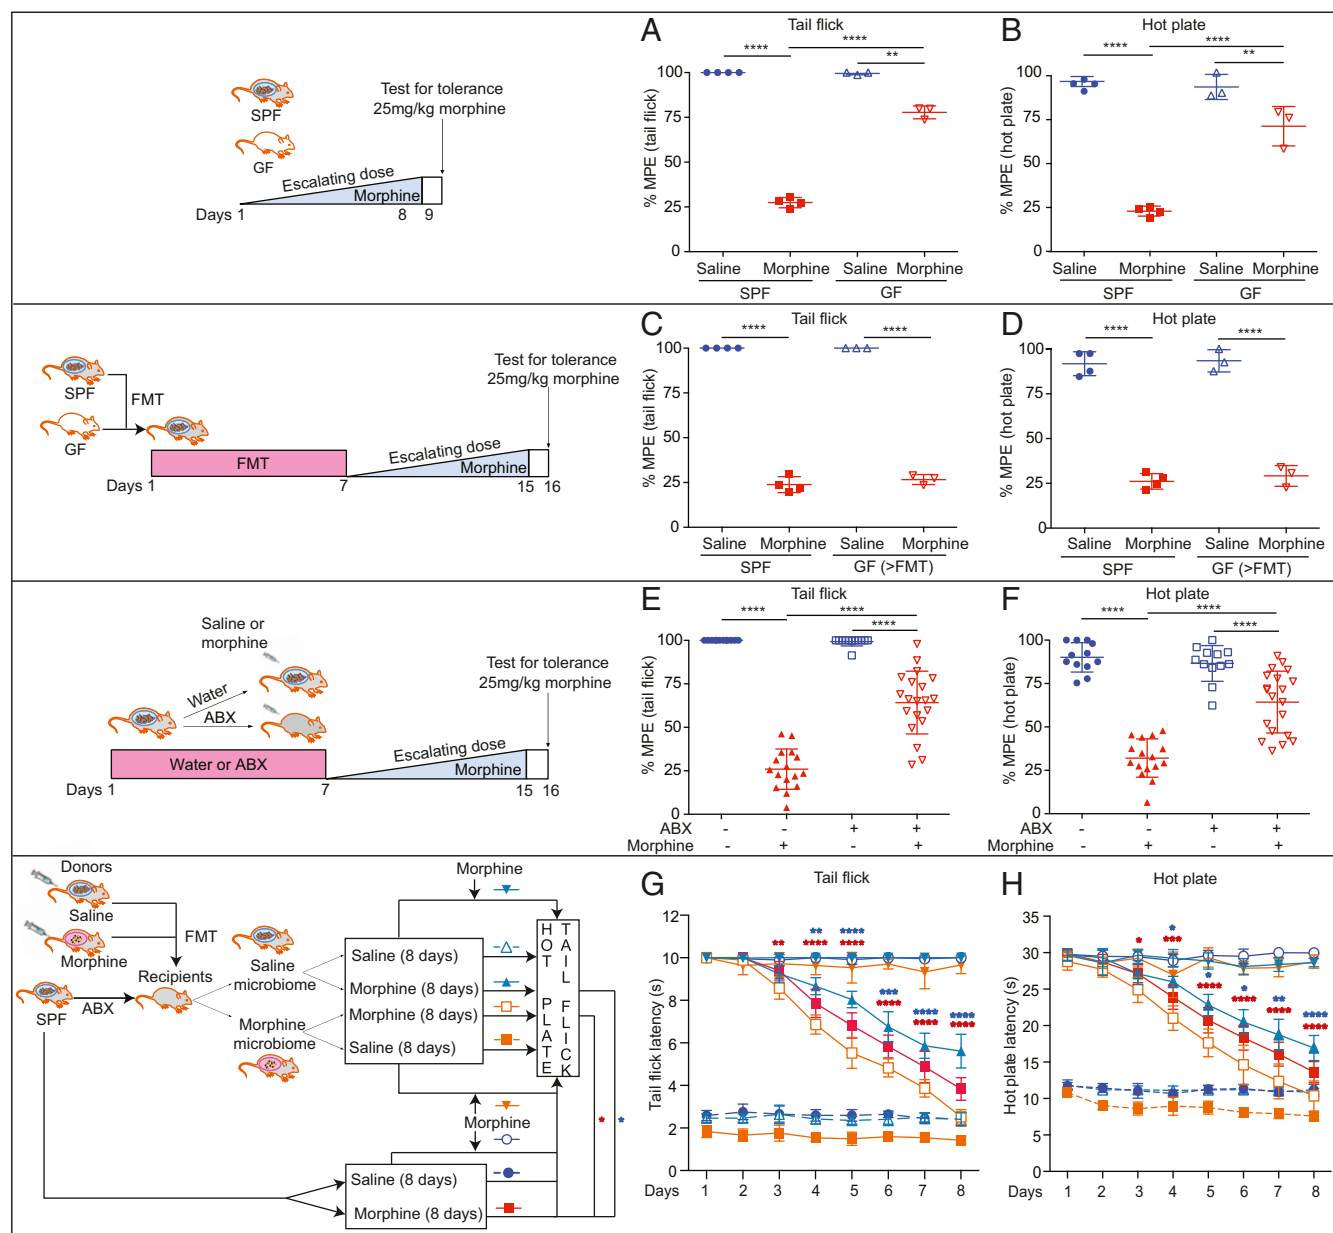 A
Tail flick
****
****
**
% MPE (tail flick)
100
75
50
25
0
Saline
Morphine
Saline
Morphine
SPF
GF
B
Hot plate
****
****
**
% MPE (hot plate)
100
75
50
25
0
Saline
Morphine
Saline
Morphine
SPF
GF
SPF
GF
Test for tolerance
25mg/kg morphine
Escalating dose
Morphine
Days 1
8
9
C
Tail flick
****
****
% MPE (tail flick)
100
75
50
25
0
Saline
Morphine
Saline
Morphine
SPF
GF (>FMT)
D
Hot plate
****
****
% MPE (hot plate)
100
75
50
25
0
Saline
Morphine
Saline
Morphine
SPF
GF (>FMT)
SPF
FMT
GF
Test for tolerance
25mg/kg morphine
FMT
Escalating dose
Morphine
Days 1
7
15
16
E
Tail flick
****
****
****
% MPE (tail flick)
100
75
50
25
0
ABX
- - + +
Morphine
- + - +
F
Hot plate
****
****
****
% MPE (hot plate)
100
75
50
25
0
ABX
- - + +
Morphine
- + - +
Saline or
morphine
Water
ABX
Test for tolerance
25mg/kg morphine
Water or ABX
Escalating dose
Morphine
Days 1
7
15
16
Donors
Saline
FMT
Morphine
Recipients
SPF
ABX
Saline
microbiome
Morphine
microbiome
Morphine
Saline (8 days)
Morphine (8 days)
Morphine (8 days)
Saline (8 days)
HOT PLATE
TAIL FLICK
Morphine
Saline (8 days)
Morphine (8 days)
*
*
G
Tail flick
Tail flick latency (s)
12
10
8
6
4
2
0
**
**
****
****
****
***
****
****
****
****
****
Days
1 2 3 4 5 6 7 8
H
Hot plate
Hot plate latency (s)
35
30
25
20
15
10
5
0
*
*
***
*
****
*
****
**
****
****
****
Days
1 2 3 4 5 6 7 8